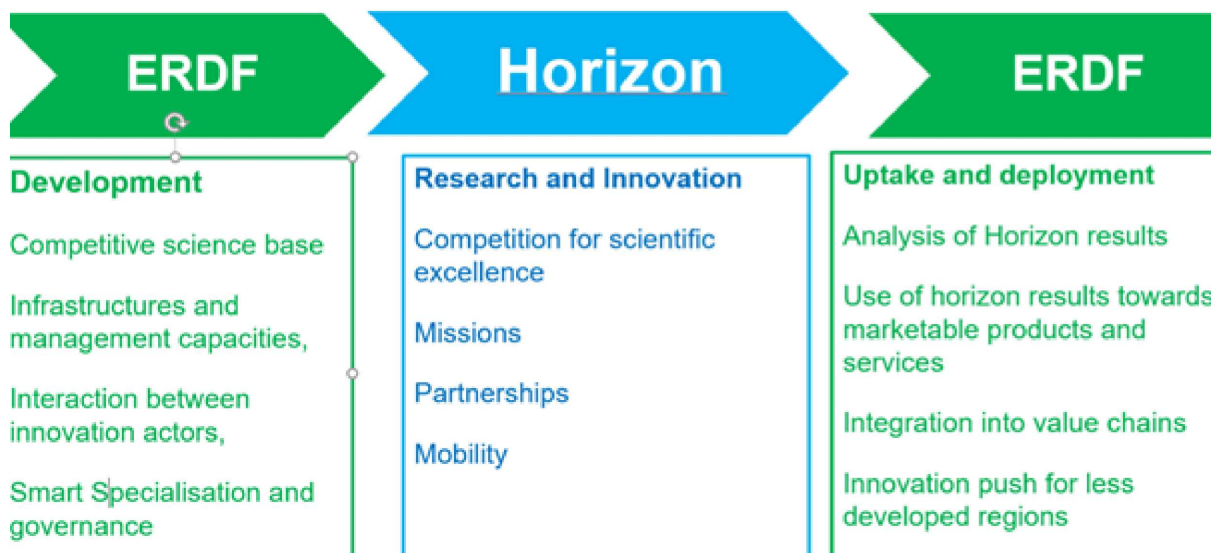 ERDF
Horizon
ERDF
Development
Competitive science base
Infrastructures and
management capacities,
Interaction between
innovation actors,
Smart Specialisation and
governance
Research and Innovation
Competition for scientific
excellence
Missions
Partnerships
Mobility
Uptake and deployment
Analysis of Horizon results
Use of horizon results towards
marketable products and
services
Integration into value chains
Innovation push for less
developed regions